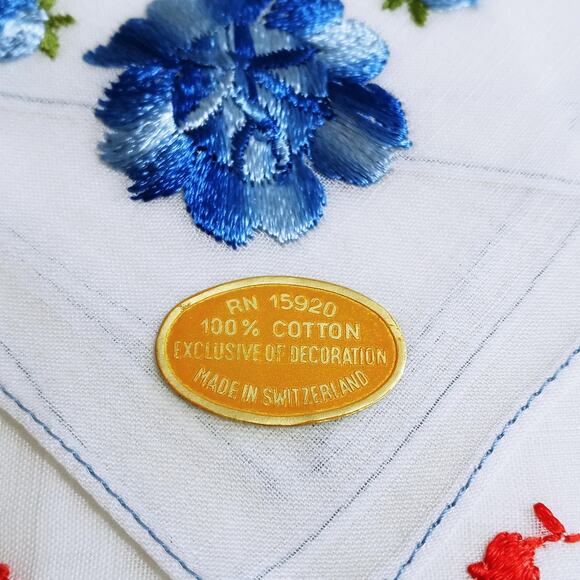 RN 15920
100% COTTON
EXCLUSIVE OF DECORATION
MADE IN SWITZERLAND